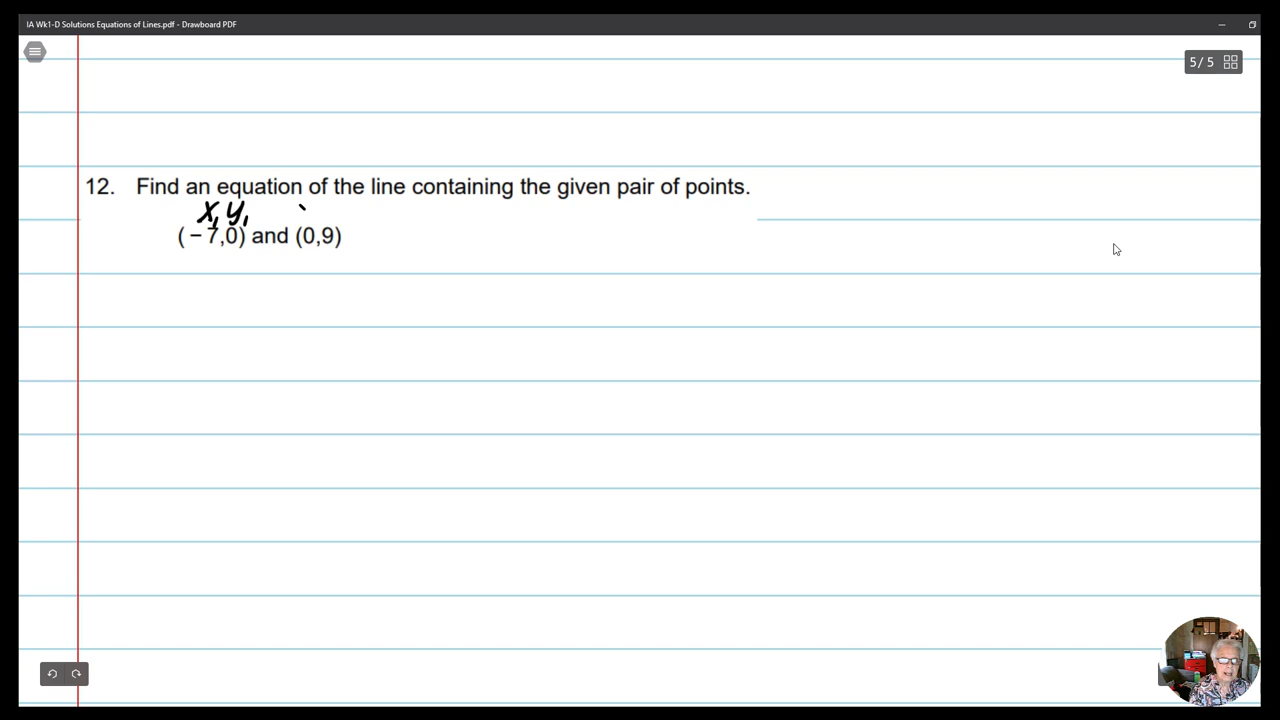 IA Wk1-D Solutions Equations of Lines.pdf - Drawboard PDF
5 / 5
12. Find an equation of the line containing the given pair of points.
x₁ y₁
( − 7,0) and (0,9)